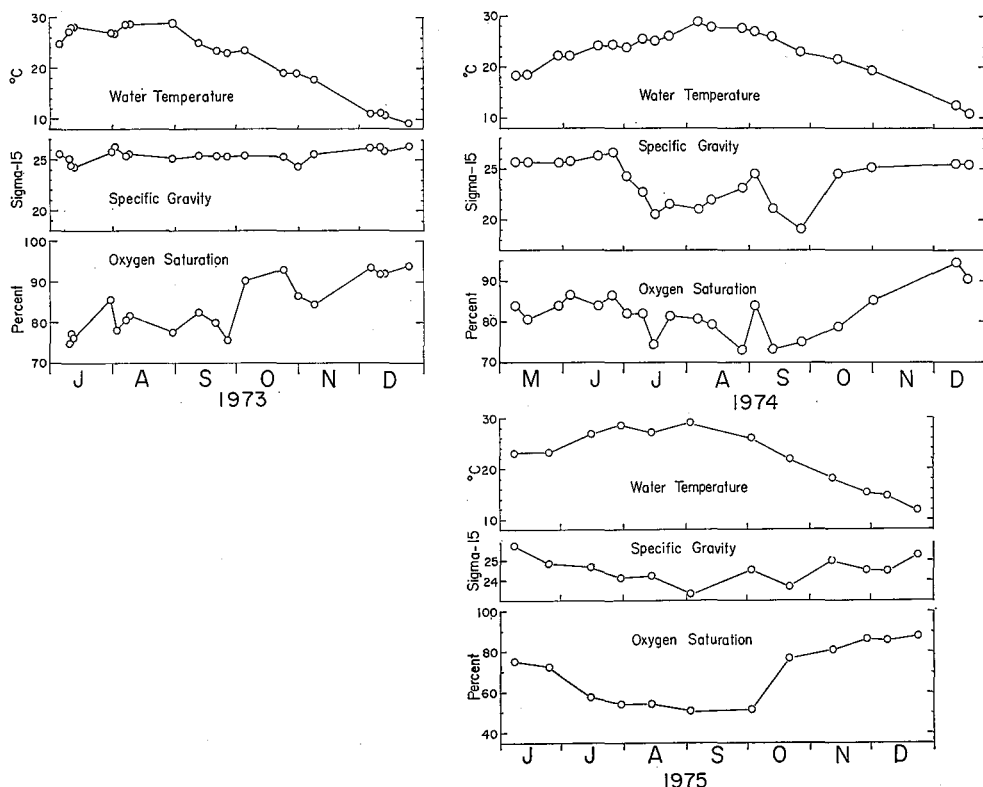 30
20
10
°C
Water Temperature
25
20
Sigma-15
Specific Gravity
100
90
80
70
Percent
Oxygen Saturation
J A S O N D
1973
30
20
10
°C
Water Temperature
25
20
Sigma-15
Specific Gravity
90
80
70
Percent
Oxygen Saturation
M J J A S O N D
1974
30
20
10
°C
Water Temperature
25
24
Sigma-15
Specific Gravity
100
80
60
40
Percent
Oxygen Saturation
J J A S O N D
1975